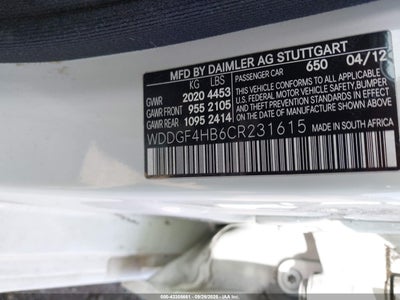 MFD BY DAIMLER AG STUTTGART
PASSENGER CAR 650 04/12
KG LBS
GVWR 2020 4453
GAWR FRONT 955 2105
GAWR REAR 1095 2414
THIS VEHICLE CONFORMS TO ALL APPLICABLE
U.S. FEDERAL MOTOR VEHICLE SAFETY, BUMPER,
AND THEFT PREVENTION STANDARDS IN EFFECT ON
THE DATE OF MANUFACTURE SHOWN ABOVE.
WDDGF4HB6CR231615
MADE IN SOUTH AFRICA